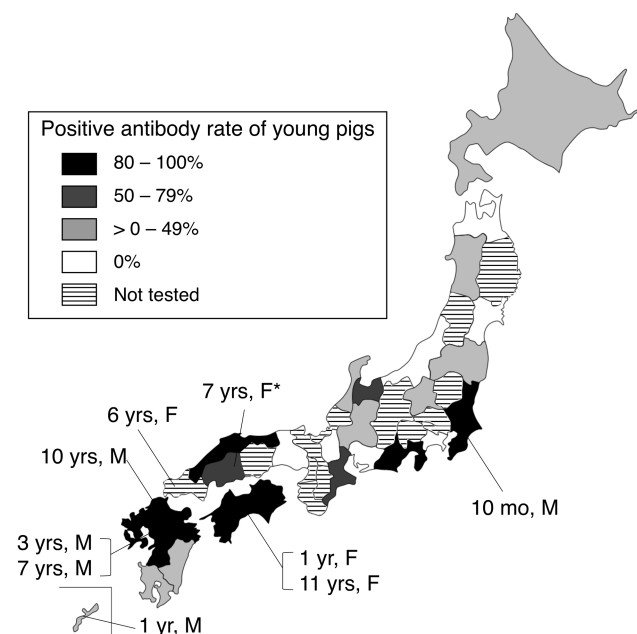 Positive antibody rate of young pigs
80 – 100%
50 – 79%
> 0 – 49%
0%
Not tested
7 yrs, F*
6 yrs, F
10 yrs, M
3 yrs, M
7 yrs, M
10 mo, M
1 yr, F
11 yrs, F
1 yr, M